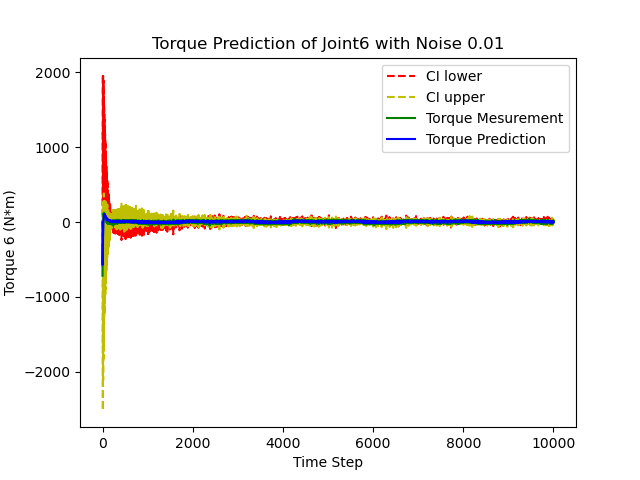 Torque Prediction of Joint6 with Noise 0.01
CI lower
CI upper
Torque Mesurement
Torque Prediction
2000
1000
0
−1000
−2000
Torque 6 (N*m)
0
2000
4000
6000
8000
10000
Time Step